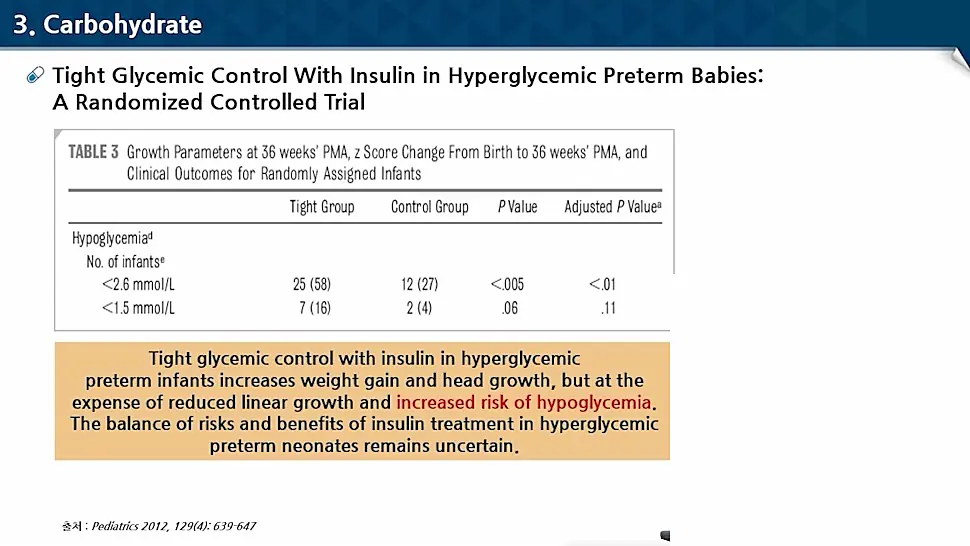 3. Carbohydrate
Tight Glycemic Control With Insulin in Hyperglycemic Preterm Babies:
A Randomized Controlled Trial
TABLE 3 Growth Parameters at 36 weeks' PMA, z Score Change From Birth to 36 weeks' PMA, and
Clinical Outcomes for Randomly Assigned Infants
Tight Group Control Group P Value Adjusted P Valueᵃ
Hypoglycemiaᵈ
No. of infantsᵉ
<2.6 mmol/L 25 (58) 12 (27) <.005 <.01
<1.5 mmol/L 7 (16) 2 (4) .06 .11
Tight glycemic control with insulin in hyperglycemic
preterm infants increases weight gain and head growth, but at the
expense of reduced linear growth and increased risk of hypoglycemia.
The balance of risks and benefits of insulin treatment in hyperglycemic
preterm neonates remains uncertain.
출처 : Pediatrics 2012, 129(4): 639-647